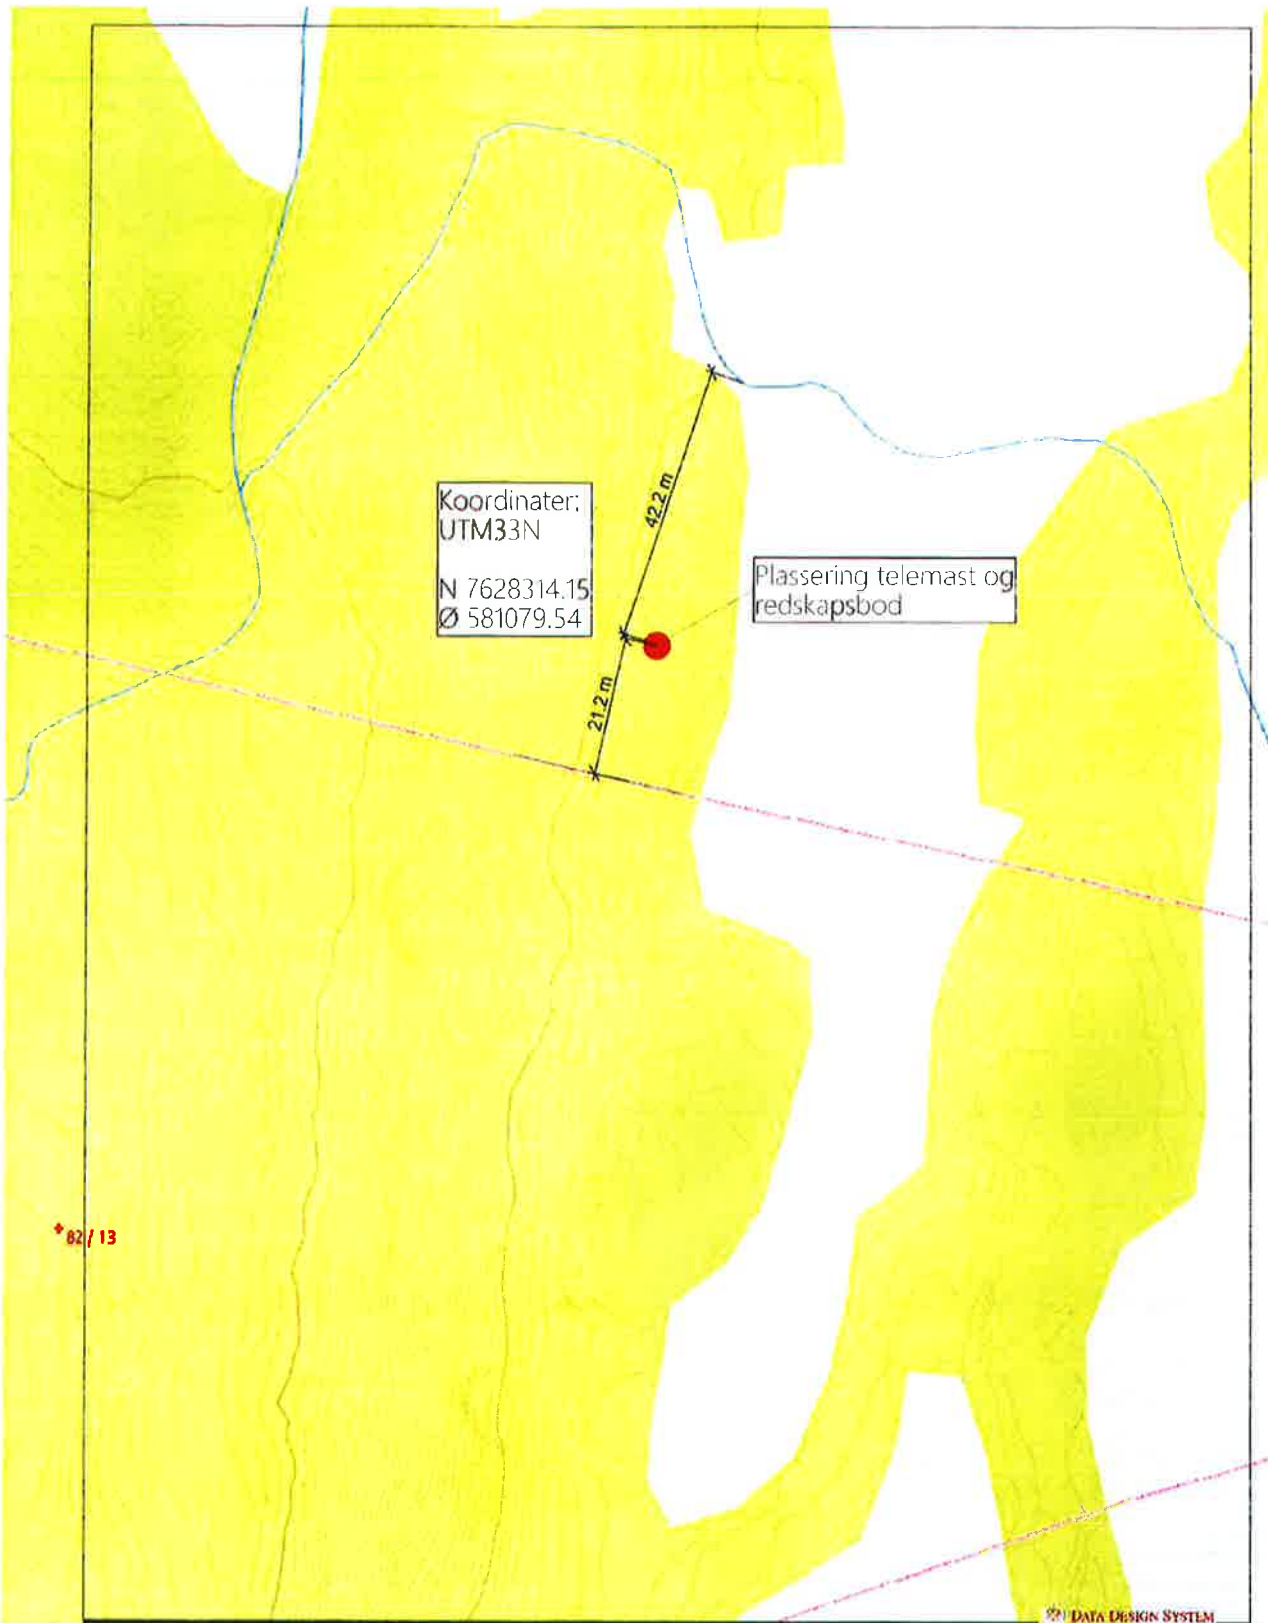 42.2 m
Koordinater:
UTM33N
N 7628314.15
Ø 581079.54
Plassering telemast og
redskapsbod
21.2 m
82 / 13
DATA DESIGN SYSTEM